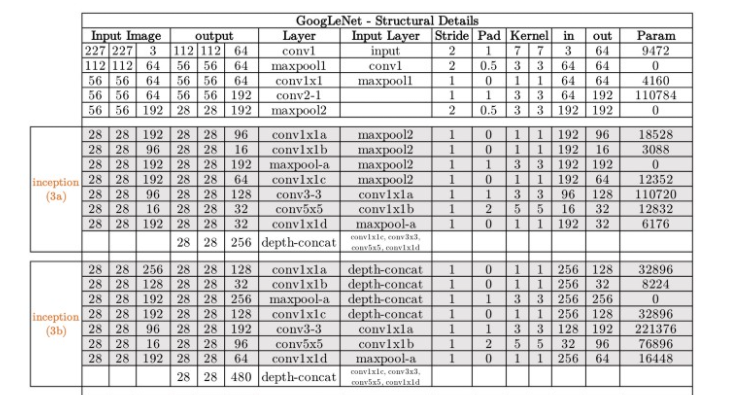 GoogLeNet - Structural Details
Input Image output Layer Input Layer Stride Pad Kernel in out Param
227 227 3 112 112 64 conv1 input 2 1 7 7 3 64 9472
112 112 64 56 56 64 maxpool1 conv1 2 0.5 3 3 64 64 0
56 56 64 56 56 64 conv1x1 maxpool1 1 0 1 1 64 64 4160
56 56 64 56 56 192 conv2-1 1 1 3 3 64 192 110784
56 56 192 28 28 192 maxpool2 2 0.5 3 3 192 192 0
inception (3a)
28 28 192 28 28 96 conv1x1a maxpool2 1 0 1 1 192 96 18528
28 28 96 28 28 16 conv1x1b maxpool2 1 0 1 1 192 16 3088
28 28 192 28 28 192 maxpool-a maxpool2 1 1 3 3 192 192 0
28 28 192 28 28 64 conv1x1c maxpool2 1 0 1 1 192 64 12352
28 28 96 28 28 128 conv3-3 conv1x1a 1 1 3 3 96 128 110720
28 28 16 28 28 32 conv5x5 conv1x1b 1 2 5 5 16 32 12832
28 28 192 28 28 32 conv1x1d maxpool-a 1 0 1 1 192 32 6176
28 28 256 depth-concat conv1x1c, conv3x3,
conv5x5, conv1x1d
inception (3b)
28 28 256 28 28 128 conv1x1a depth-concat 1 0 1 1 256 128 32896
28 28 128 28 28 32 conv1x1b depth-concat 1 0 1 1 256 32 8224
28 28 192 28 28 256 maxpool-a depth-concat 1 1 3 3 256 256 0
28 28 192 28 28 128 conv1x1c depth-concat 1 0 1 1 256 128 32896
28 28 96 28 28 192 conv3-3 conv1x1a 1 1 3 3 128 192 221376
28 28 16 28 28 96 conv5x5 conv1x1b 1 2 5 5 32 96 76896
28 28 192 28 28 64 conv1x1d maxpool-a 1 0 1 1 256 64 16448
28 28 480 depth-concat conv1x1c, conv3x3,
conv5x5, conv1x1d